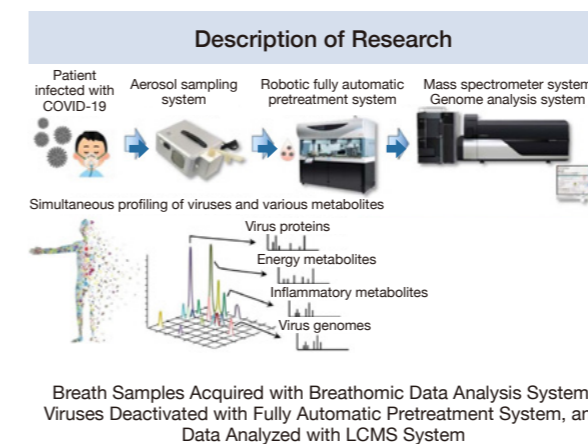 Description of Research
Patient
infected with
COVID-19
Aerosol sampling
system
Robotic fully automatic
pretreatment system
Mass spectrometer system
Genome analysis system
Simultaneous profiling of viruses and various metabolites
Virus proteins
Energy metabolites
Inflammatory metabolites
Virus genomes
Breath Samples Acquired with Breathomic Data Analysis System
Viruses Deactivated with Fully Automatic Pretreatment System, an
Data Analyzed with LCMS System